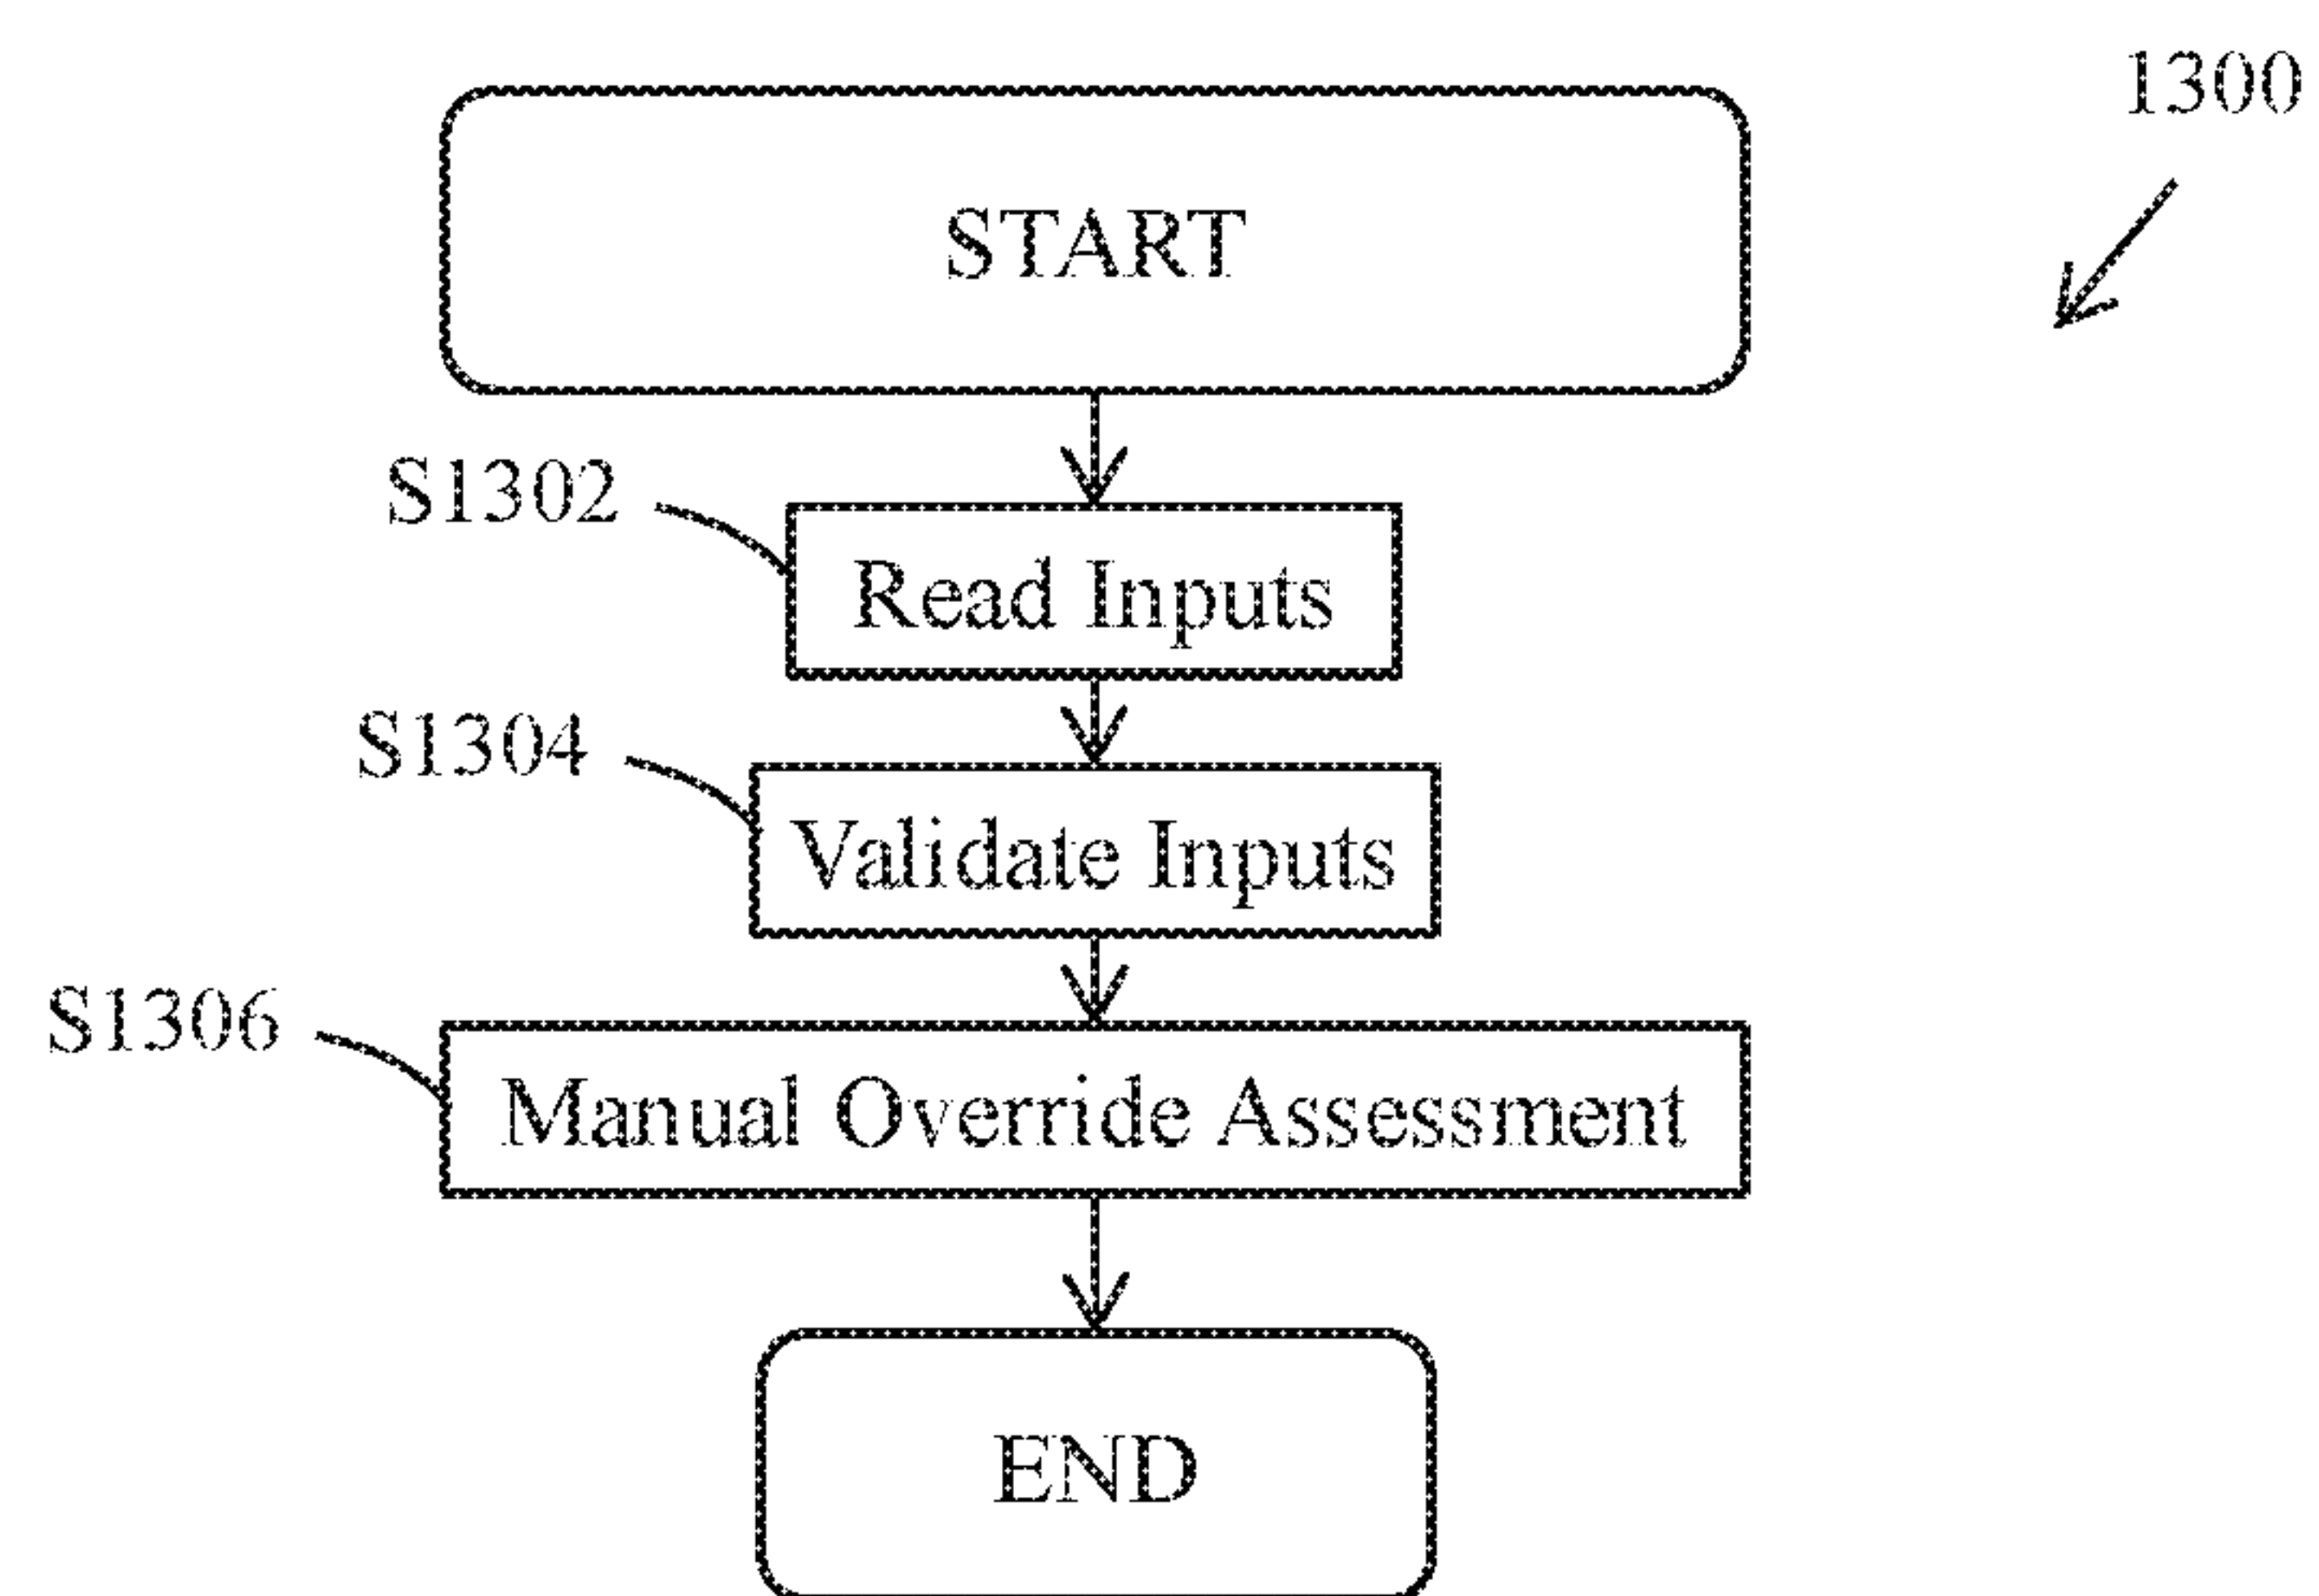 1300
START
S1302
Read Inputs
S1304
Validate Inputs
S1306
Manual Override Assessment
END